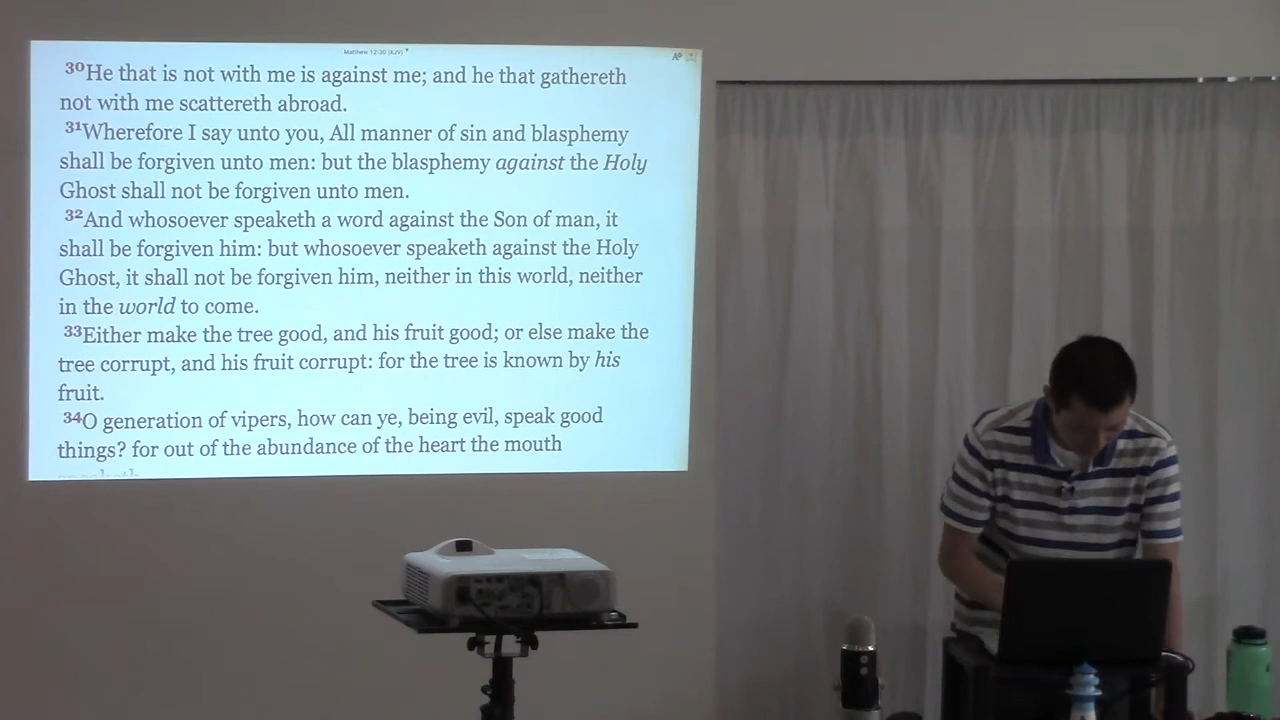 Matthew 12:30 (KJV)
30He that is not with me is against me; and he that gathereth
not with me scattereth abroad.
31Wherefore I say unto you, All manner of sin and blasphemy
shall be forgiven unto men: but the blasphemy against the Holy
Ghost shall not be forgiven unto men.
32And whosoever speaketh a word against the Son of man, it
shall be forgiven him: but whosoever speaketh against the Holy
Ghost, it shall not be forgiven him, neither in this world, neither
in the world to come.
33Either make the tree good, and his fruit good; or else make the
tree corrupt, and his fruit corrupt: for the tree is known by his
fruit.
34O generation of vipers, how can ye, being evil, speak good
things? for out of the abundance of the heart the mouth